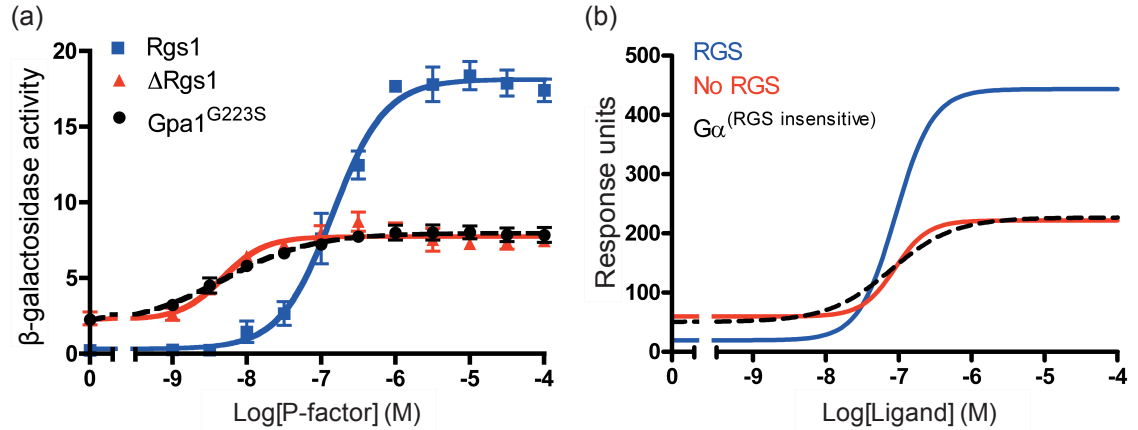 (a)
20
15
10
5
0
β-galactosidase activity
Rgs1
ΔRgs1
Gpa1^G223S
0 -9 -8 -7 -6 -5 -4
Log[P-factor] (M)
(b)
500
400
300
200
100
0
Response units
RGS
No RGS
Gα^(RGS insensitive)
0 -9 -8 -7 -6 -5 -4
Log[Ligand] (M)